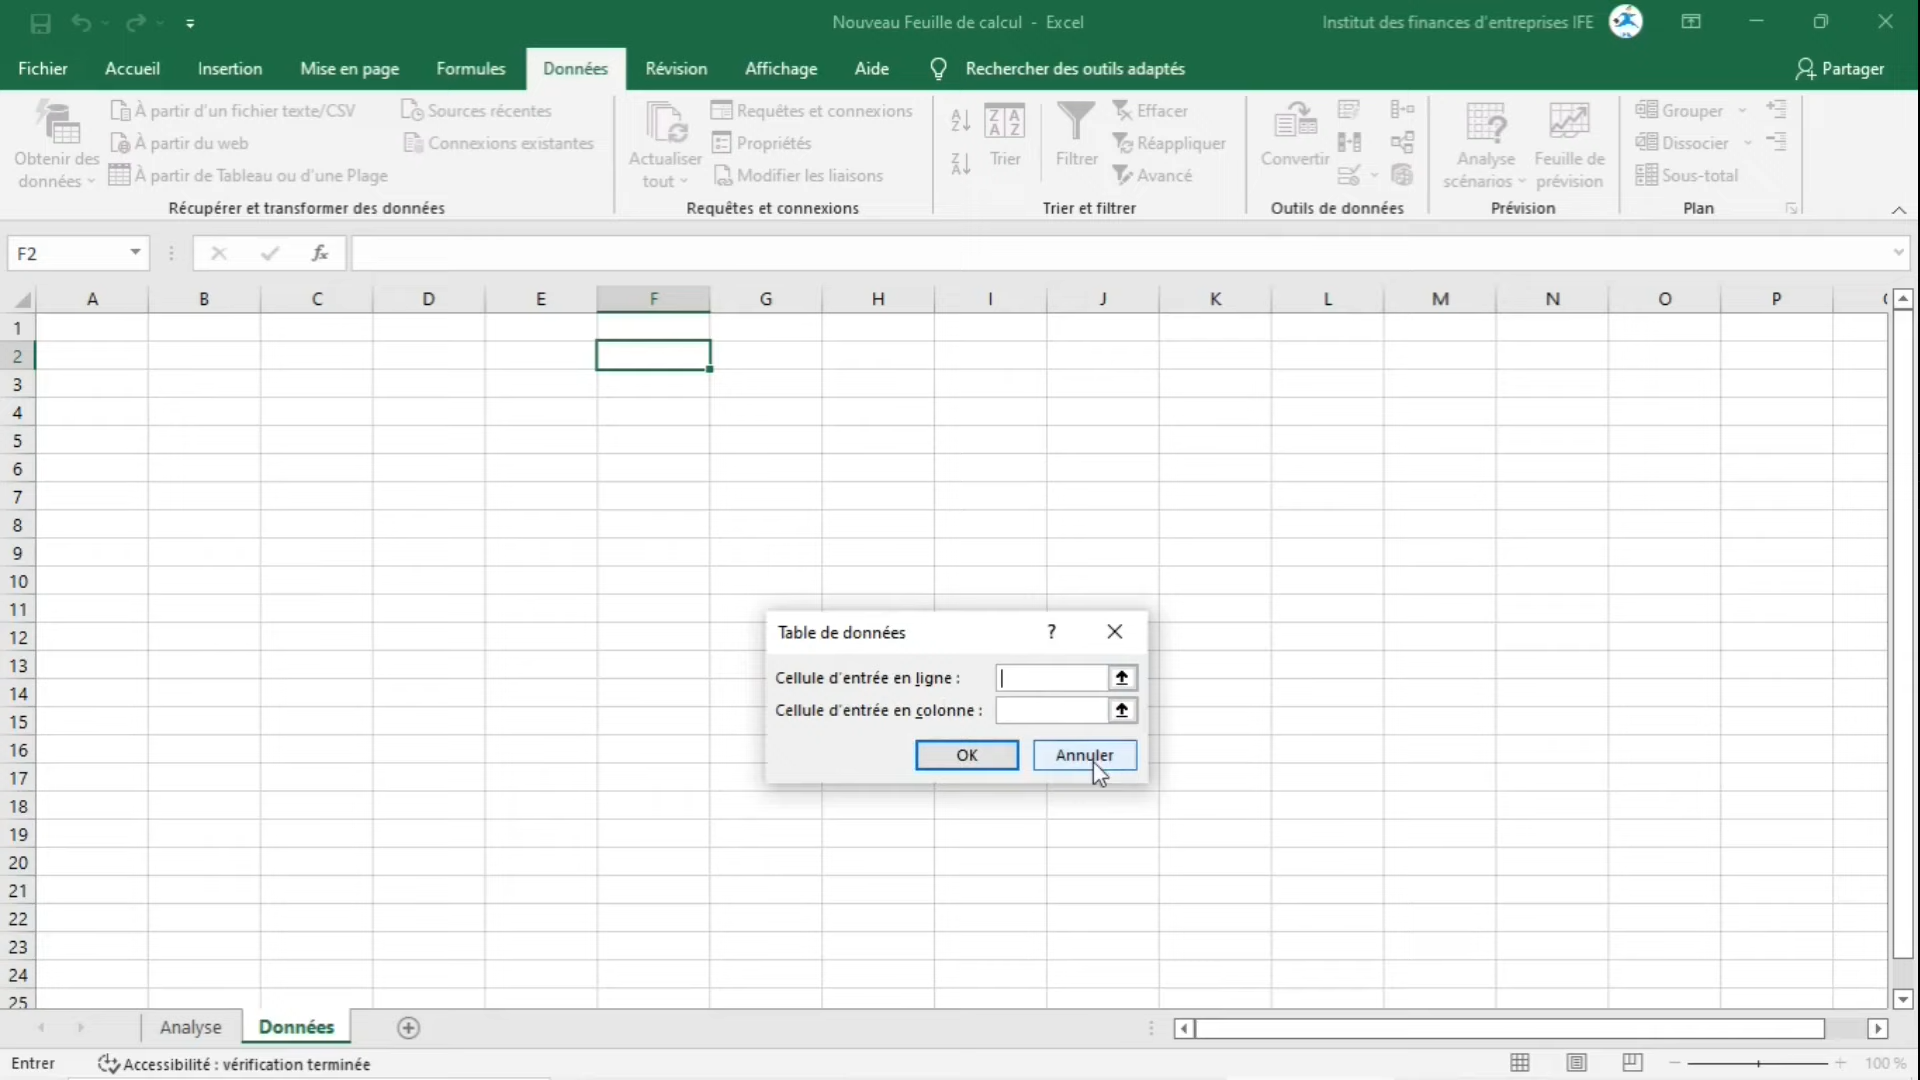 Nouveau Feuille de calcul - Excel
Institut des finances d'entreprises IFE
Fichier Accueil Insertion Mise en page Formules Données Révision Affichage Aide Rechercher des outils adaptés Partager
Obtenir des données
À partir d'un fichier texte/CSV
À partir du web
À partir de Tableau ou d'une Plage
Sources récentes
Connexions existantes
Récupérer et transformer des données
Actualiser tout
Requêtes et connexions
Propriétés
Modifier les liaisons
Requêtes et connexions
Trier
Filtrer
Effacer
Réappliquer
Avancé
Trier et filtrer
Convertir
Outils de données
Analyse scénarios
Feuille de prévision
Prévision
Grouper
Dissocier
Sous-total
Plan
F2
fx
A B C D E F G H I J K L M N O P
1
2
3
4
5
6
7
8
9
10
11
12
13
14
15
16
17
18
19
20
21
22
23
24
25
Table de données ?
Cellule d'entrée en ligne :
Cellule d'entrée en colonne :
OK Annuler
Analyse Données
Entrer Accessibilité : vérification terminée 100 %